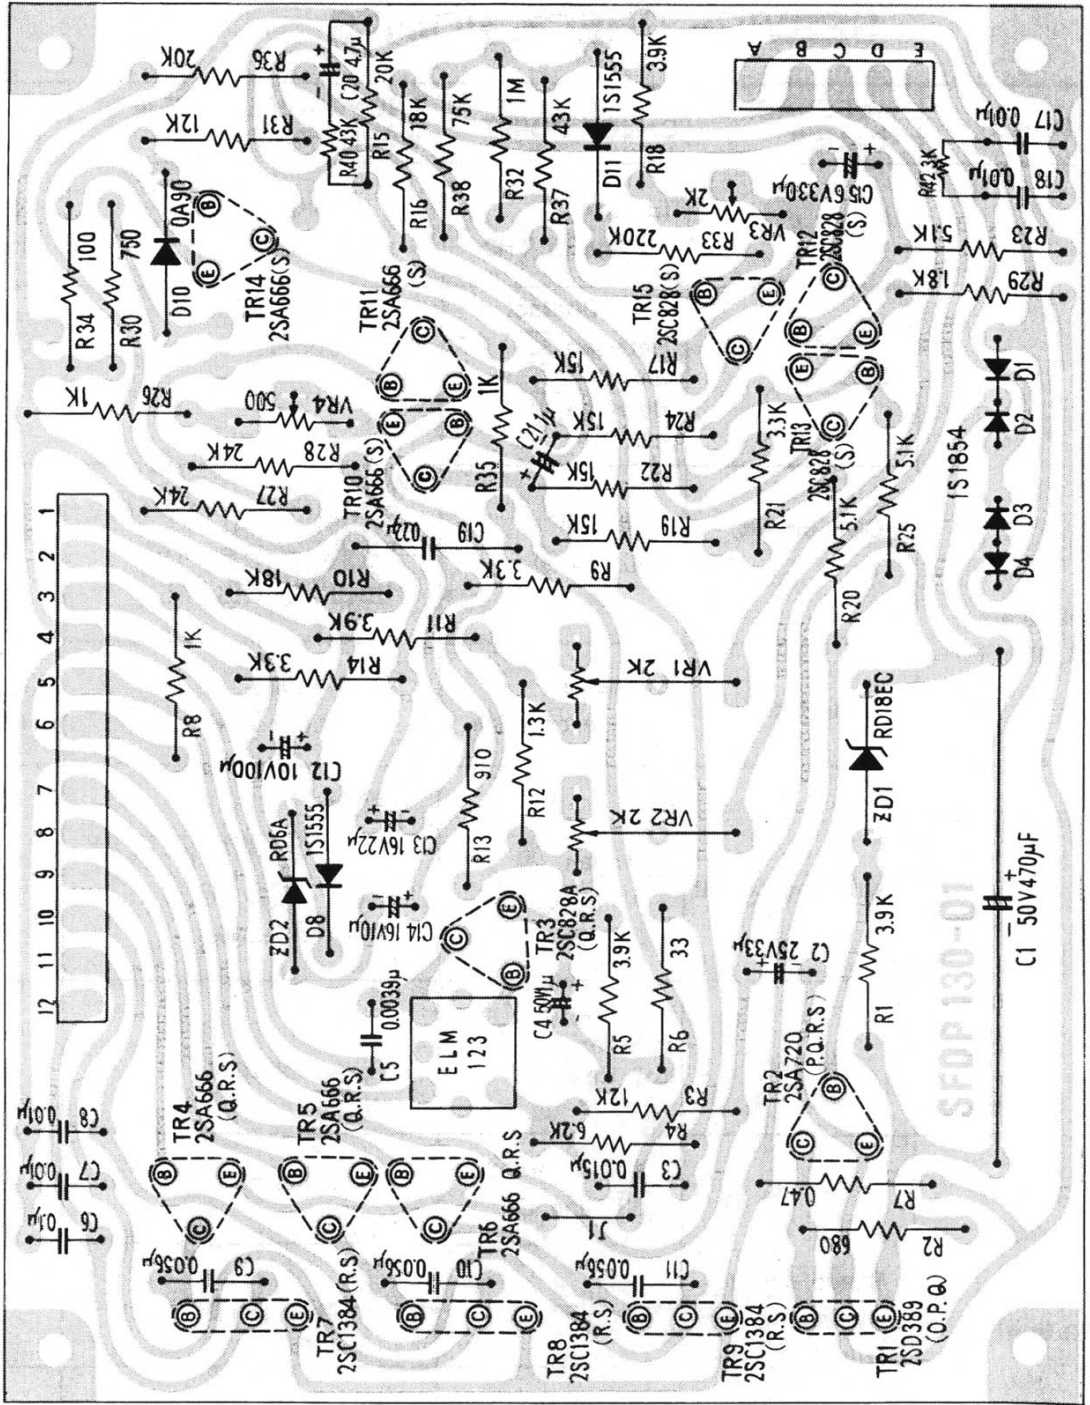 20K R36
C20 4.7μ +
-
20K
R40 43K
R15
18K
R16
75K
R38
1M
R32
43K
R37
1S1555
D11
3.9K
R18
A B C D E
12K R31
0.01μ C17
0.01μ C18
R42 3K
- +
C15 6V330μ
2K VR3
220K R33
5.1K R23
1.8K R29
100
R34
750
R30
0A90
D10
B C E
TR14
2SA666(S)
TR11
2SA666
(S)
C B E
TR15
2SC828(S)
B E C
TR12
2SC828
(S)
C B E
1K R26
500 VR4
24K R28
24K R27
E B C
TR10
2SA666(S)
1K
R35
15K R17
C21 1μ
+ -
15K R24
15K R22
15K R19
3.3K
R21
E B C
TR13
2SC828
(S)
5.1K
R20
5.1K
R25
D1
D2
1S1854
D3
D4
1
2
3
4
5
6
7
8
9
10
11
12
0.22μ C19
18K R10
3.3K R9
3.9K R11
3.3K R14
1K
R8
VR1 2K
- +
C12 10V100μ
910
R13
1.3K
R12
RD18EC
ZD1
RD6A
ZD2
1S1555
D8
+ -
C13 16V22μ
- +
C14 16V10μ
VR2 2K
E C B
TR3
2SC828A
(Q.R.S)
3.9K
R5
33
R6
+ -
C2 25V33μ
3.9K
R1
+
C1 50V470μF
SFDP130-01
0.0039μ
C5
ELM
123
C4 50V1μ
+ -
12K R3
6.2K R4
0.015μ C3
J1
TR2
2SA720
(P.Q.R.S)
B C E
0.47 R7
680 R2
0.01μ C8
0.01μ C7
0.1μ C6
TR4
2SA666
(Q.R.S)
B E C
TR5
2SA666
(Q.R.S)
B E C
B E C
TR6
2SA666 Q.R.S
0.056μ C9
0.056μ C10
0.056μ C11
B C E
TR7
2SC1384(R.S)
B C E
TR8
2SC1384
(R.S)
B C E
TR9
2SC1384
(R.S)
B C E
TR1
2SD389
(O.P.Q)